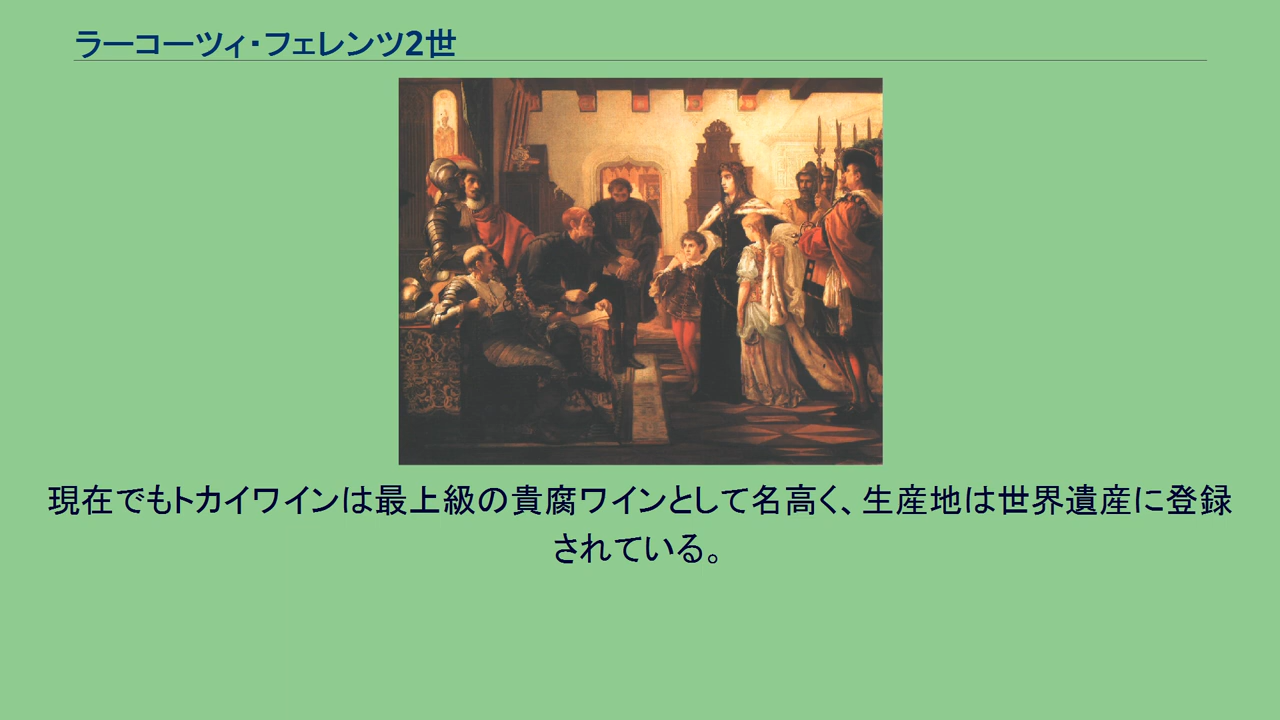 ラーコーツィ・フェレンツ2世
現在でもトカイワインは最上級の貴腐ワインとして名高く、生産地は世界遺産に登録
されている。